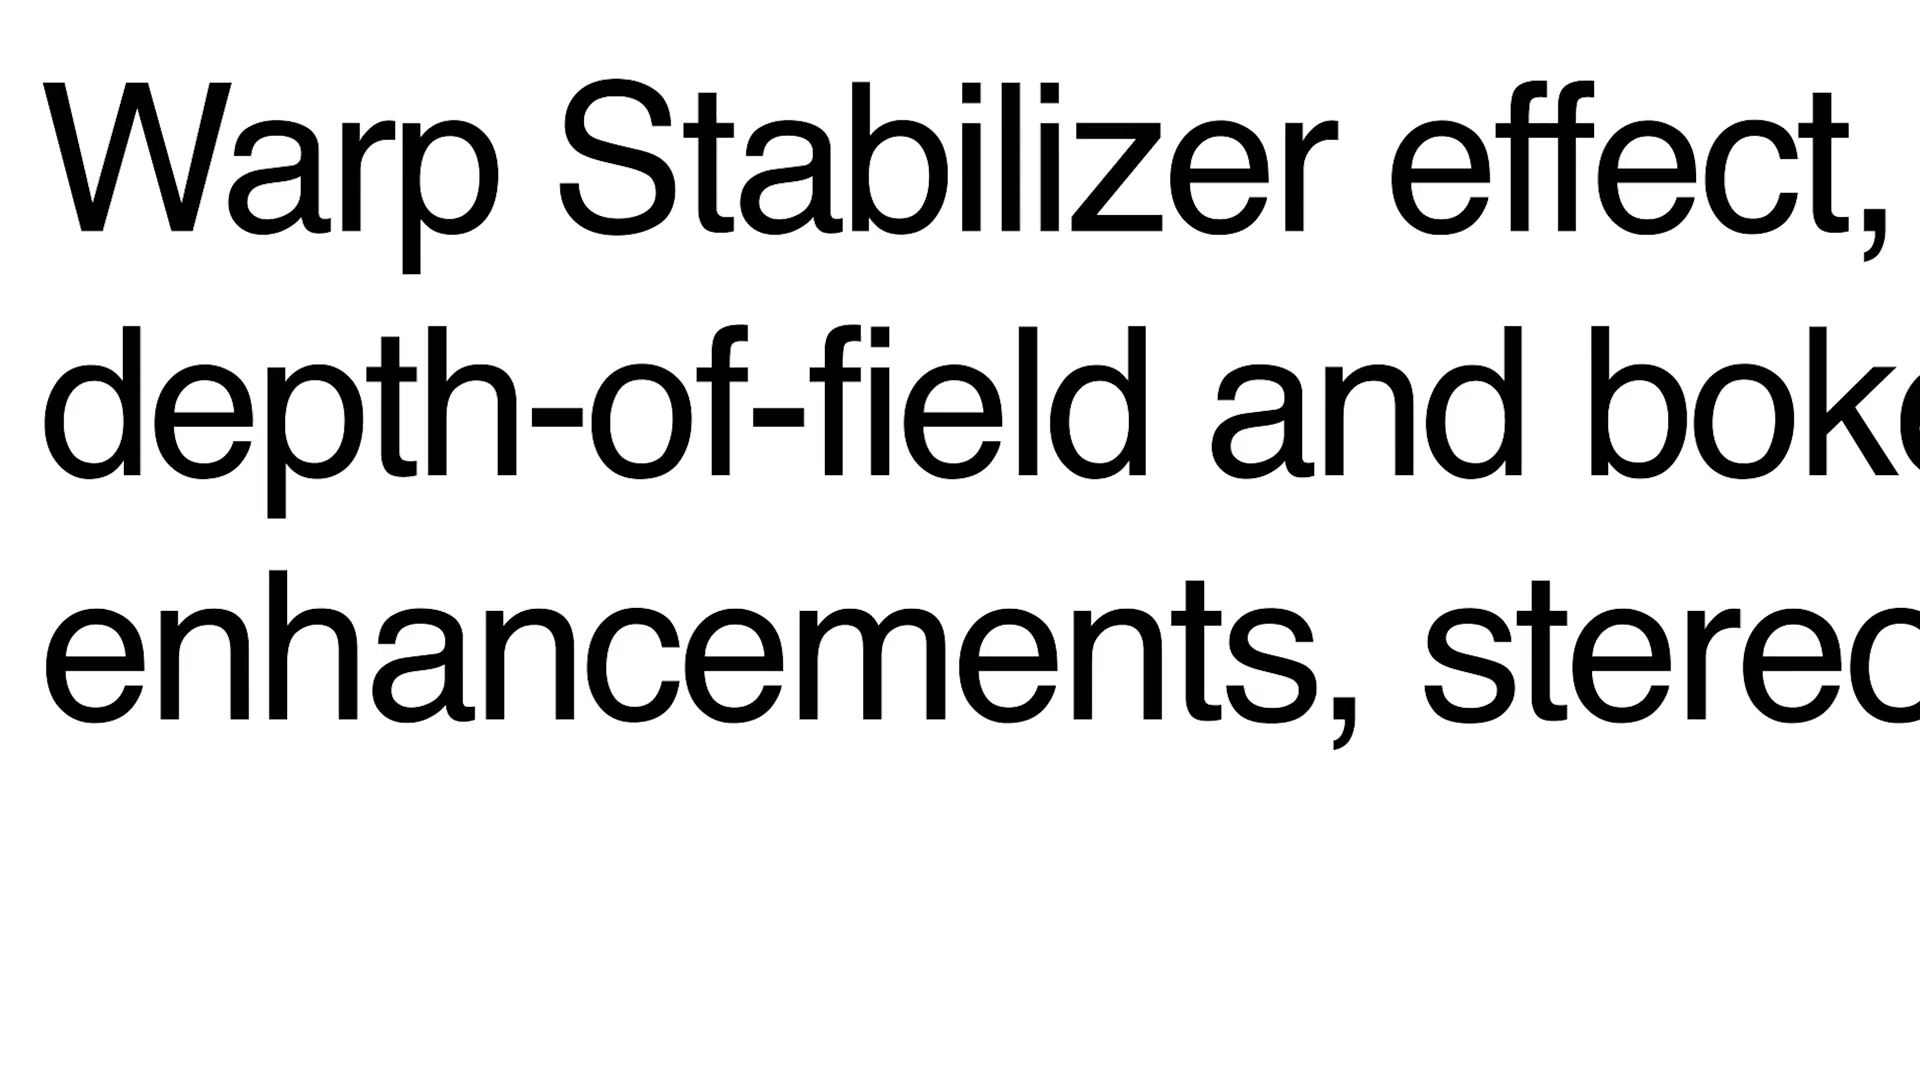 Warp Stabilizer effect,
depth-of-field and boke
enhancements, stereo